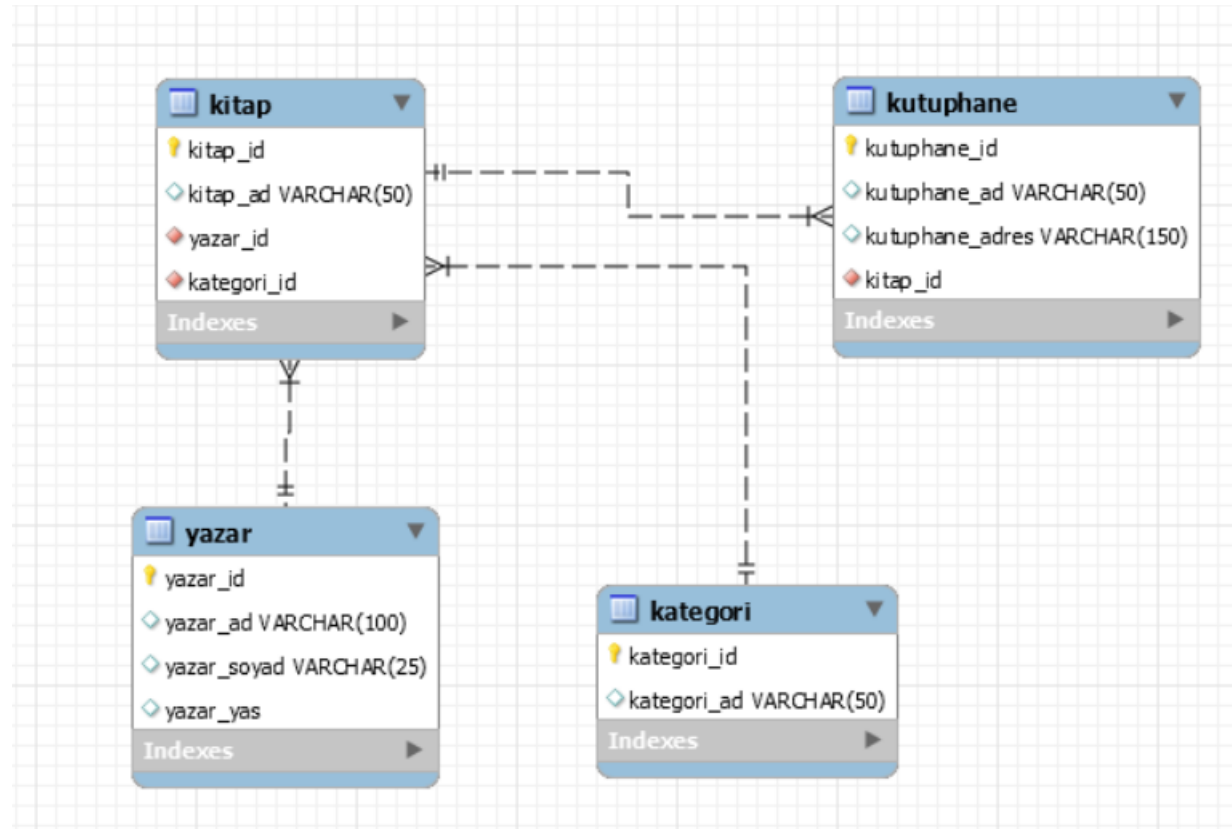 kitap
kitap_id
kitap_ad VARCHAR(50)
yazar_id
kategori_id
Indexes
kutuphane
kutuphane_id
kutuphane_ad VARCHAR(50)
kutuphane_adres VARCHAR(150)
kitap_id
Indexes
yazar
yazar_id
yazar_ad VARCHAR(100)
yazar_soyad VARCHAR(25)
yazar_yas
Indexes
kategori
kategori_id
kategori_ad VARCHAR(50)
Indexes